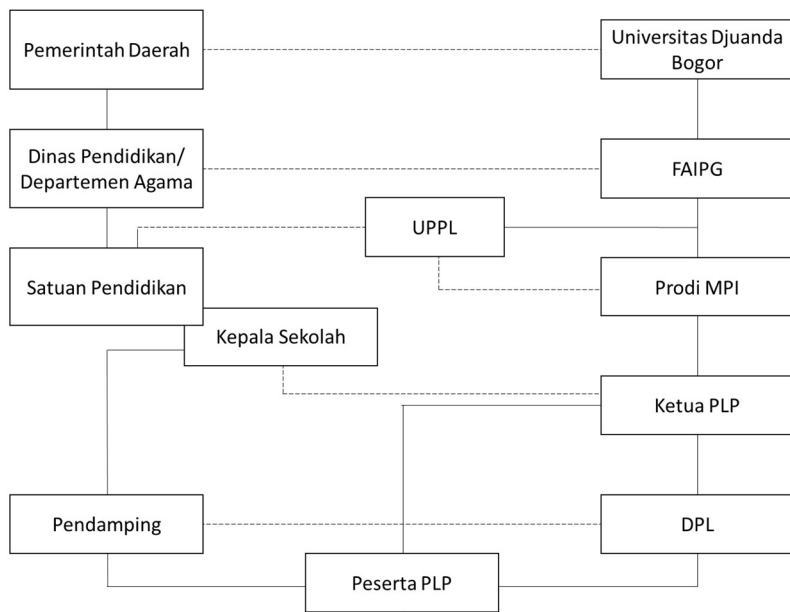 Pemerintah Daerah
Universitas Djuanda
Bogor
Dinas Pendidikan/
Departemen Agama
FAIPG
UPPL
Satuan Pendidikan
Prodi MPI
Kepala Sekolah
Ketua PLP
Pendamping
DPL
Peserta PLP